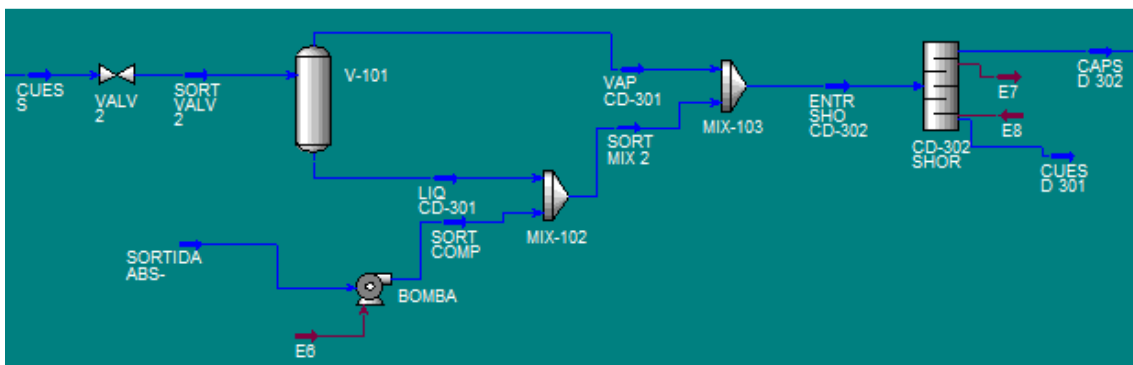 CUES
S
VALV
2
SORT
VALV
2
V-101
VAP
CD-301
MIX-103
ENTR
SHO
CD-302
CAPS
D 302
E7
E8
CD-302
SHOR
CUES
D 301
SORT
MIX 2
LIQ
CD-301
MIX-102
SORT
COMP
SORTIDA
ABS-
BOMBA
E6